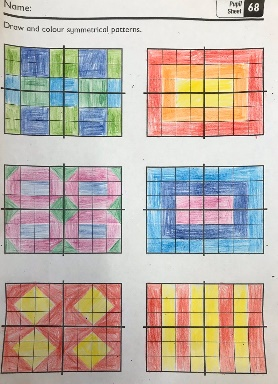 Name:
Pupil
Sheet 68
Draw and colour symmetrical patterns.